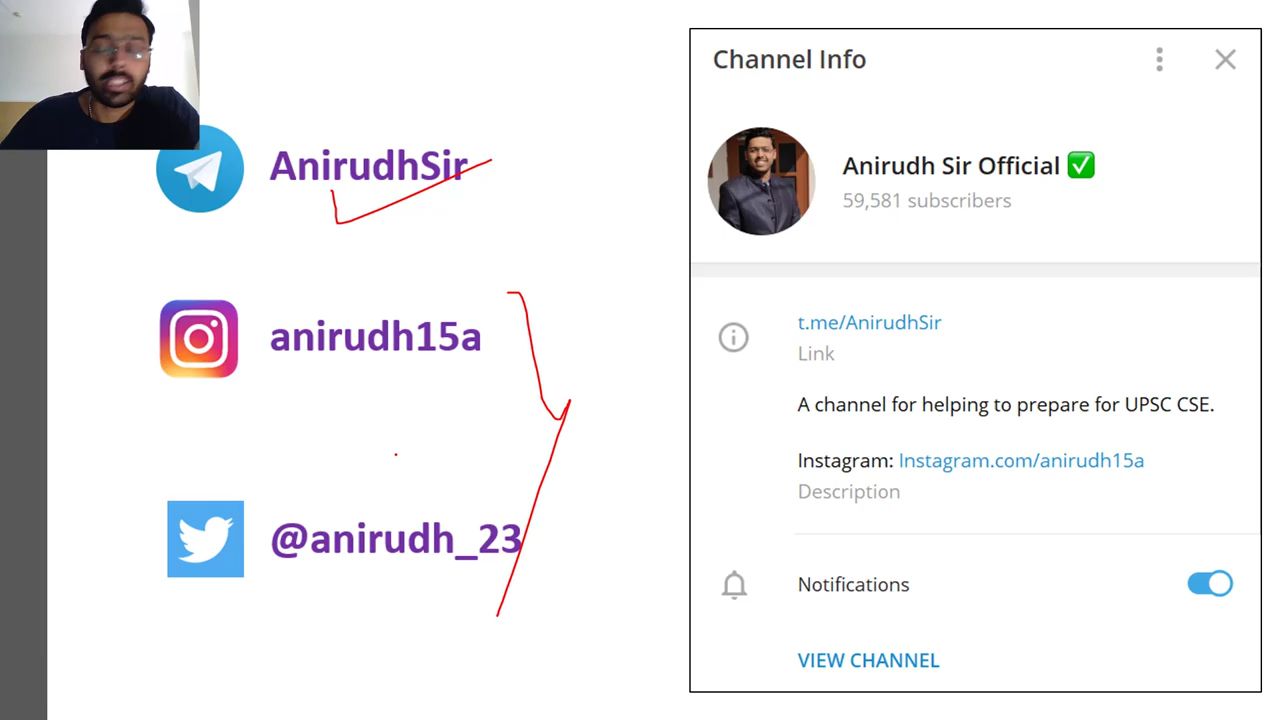 AnirudhSir
anirudh15a
@anirudh_23
Channel Info
Anirudh Sir Official ✅
59,581 subscribers
t.me/AnirudhSir
Link
A channel for helping to prepare for UPSC CSE.
Instagram: Instagram.com/anirudh15a
Description
Notifications
VIEW CHANNEL